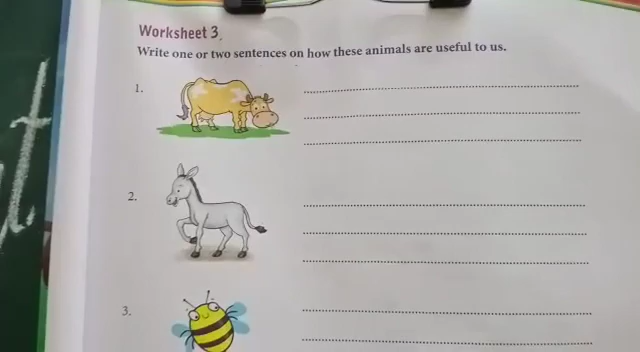 Worksheet 3.
Write one or two sentences on how these animals are useful to us.
1.
2.
3.